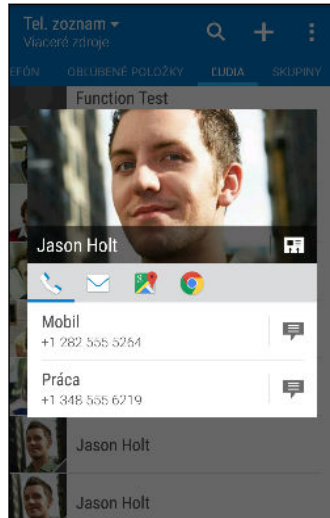 Tel. zoznam
Viaceré zdroje
EFÓN OBĽÚBENÉ POLOŽKY ĽUDIA SKUPINY
Function Test
Jason Holt
Mobil
+1 282 555 5264
Práca
+1 348 555 6219
Jason Holt
Jason Holt